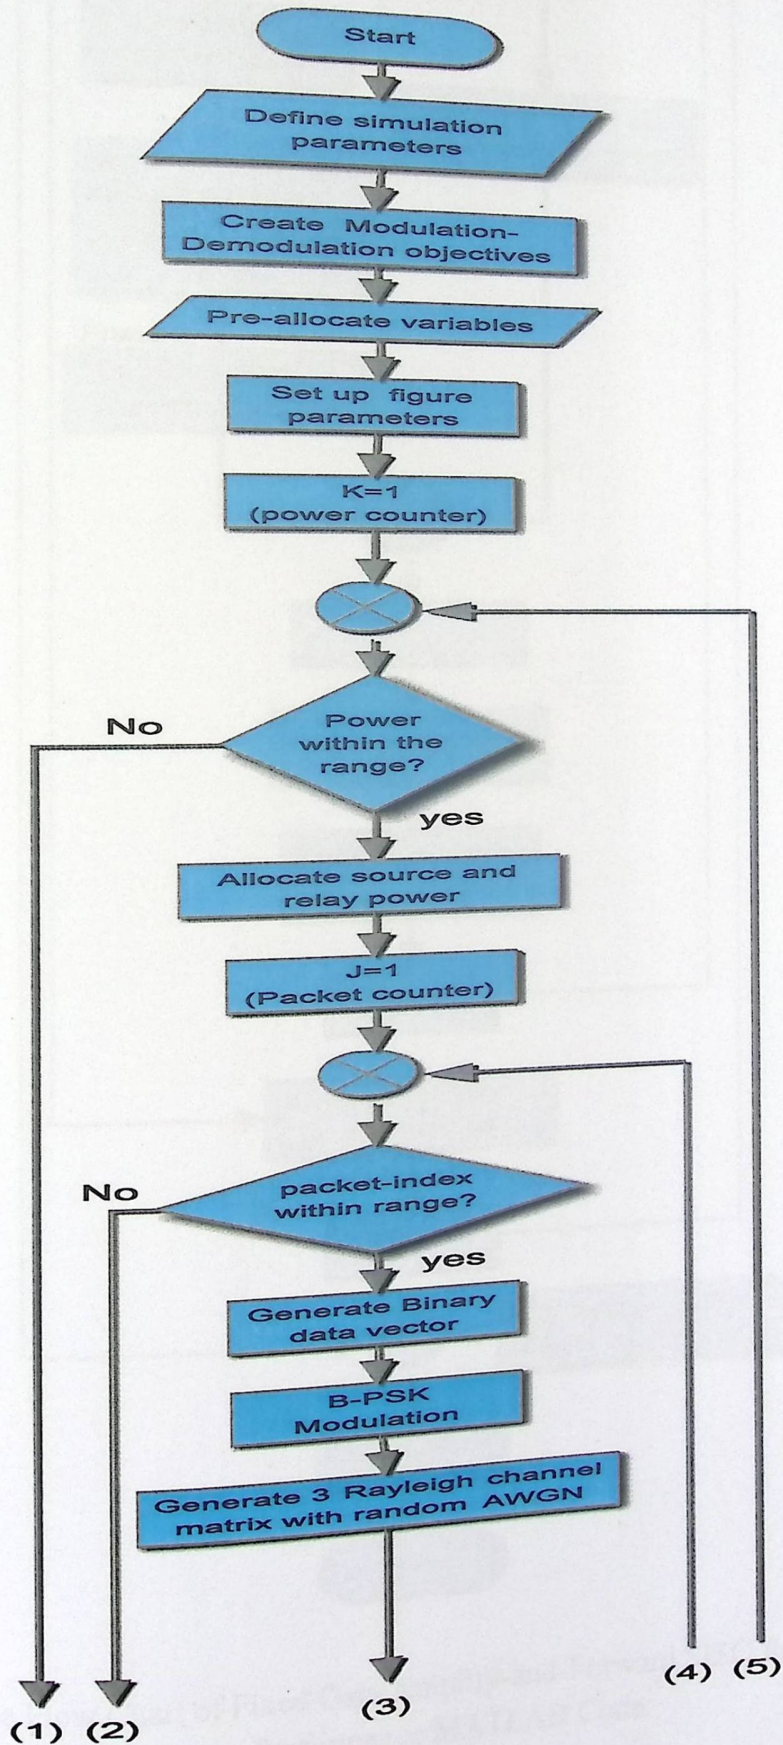 Start
Define simulation
parameters
Create Modulation-
Demodulation objectives
Pre-allocate variables
Set up figure
parameters
K=1
(power counter)
No
Power
within the
range?
yes
Allocate source and
relay power
J=1
(Packet counter)
No
packet-index
within range?
yes
Generate Binary
data vector
B-PSK
Modulation
Generate 3 Rayleigh channel
matrix with random AWGN
(1) (2) (3) (4) (5)